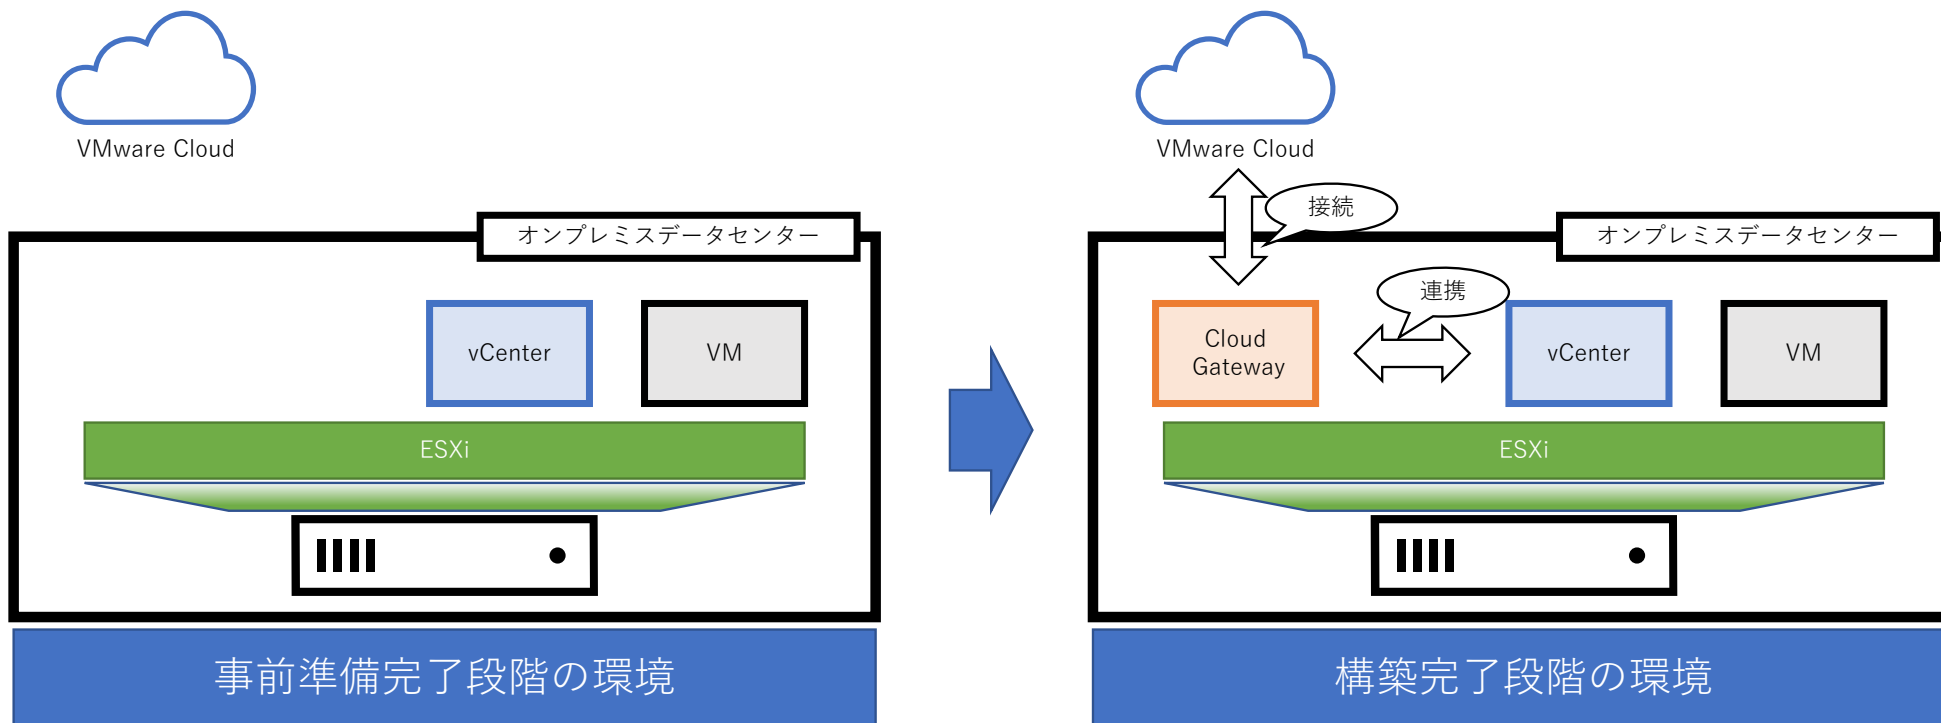 VMware Cloud
オンプレミスデータセンター
vCenter
VM
ESXi
事前準備完了段階の環境
VMware Cloud
接続
オンプレミスデータセンター
連携
Cloud
Gateway
vCenter
VM
ESXi
構築完了段階の環境